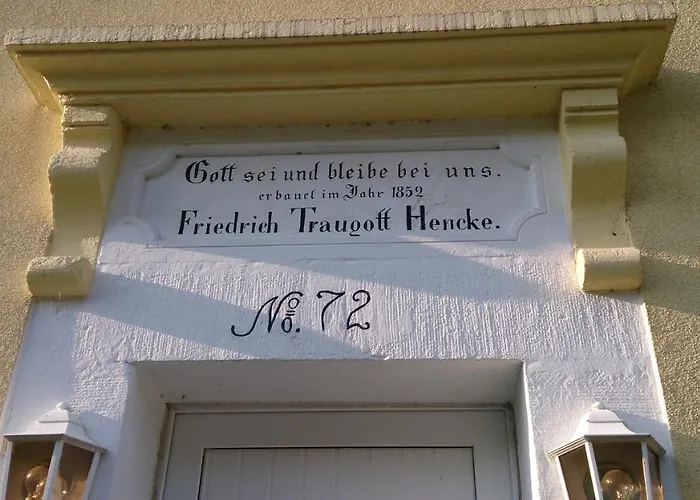 Gott sei und bleibe bei uns.
erbauet im Jahr 1852
Friedrich Traugott Hencke.
No. 72